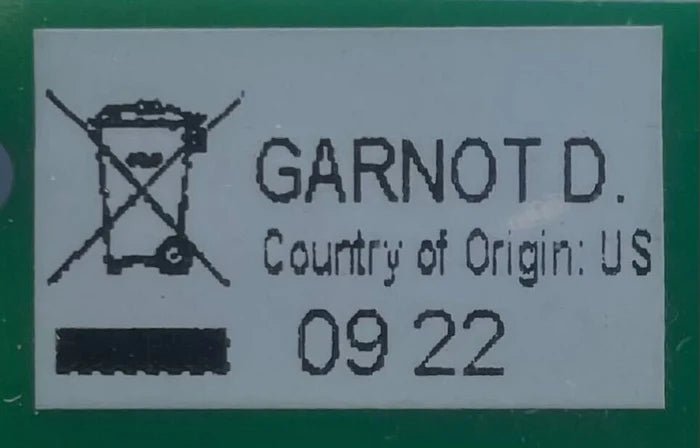 GARNOT D.
Country of Origin: US
09 22